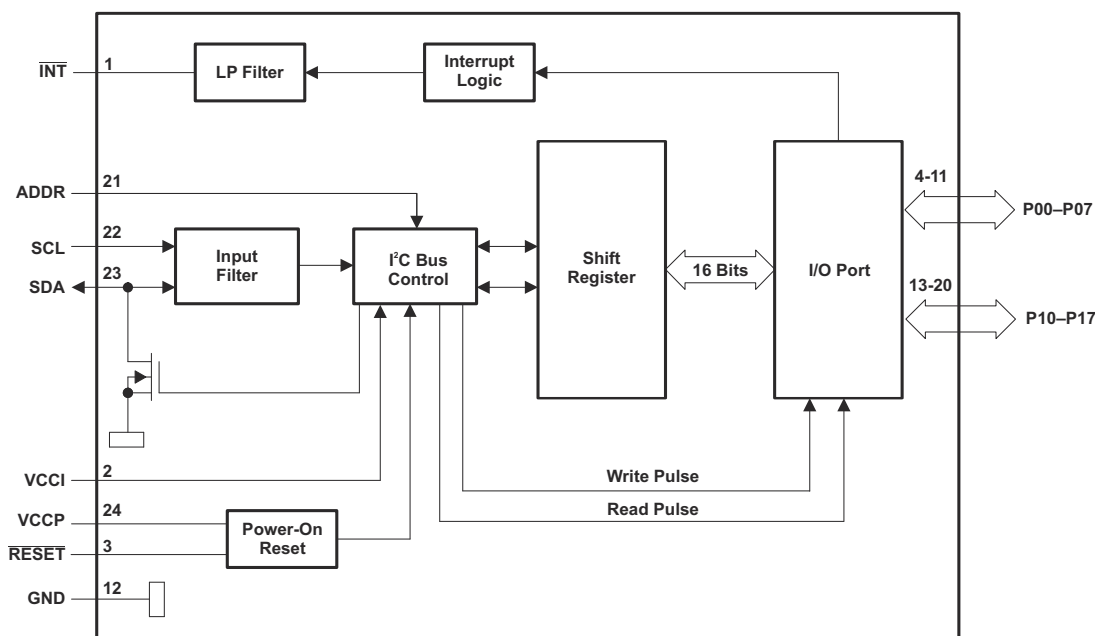 INT
1
LP Filter
Interrupt
Logic
ADDR
21
SCL
22
SDA
23
Input
Filter
I²C Bus
Control
Shift
Register
16 Bits
I/O Port
4-11
P00–P07
13-20
P10–P17
VCCI
2
Write Pulse
VCCP
24
Read Pulse
RESET
3
Power-On
Reset
GND
12